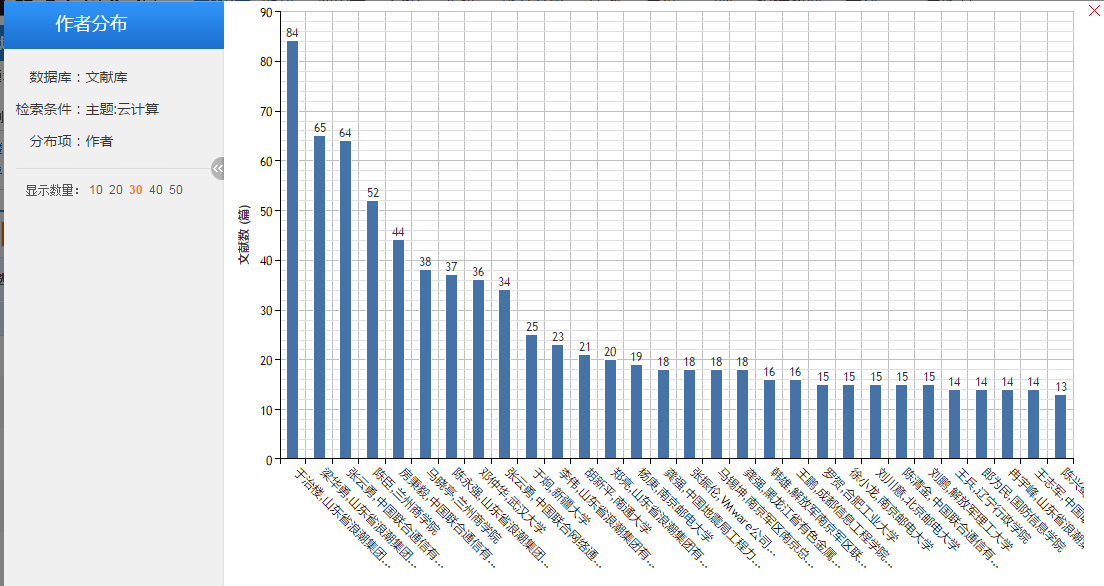 作者分布
数据库：文献库
检索条件：主题:云计算
分布项：作者
显示数量： 10 20 30 40 50
文献数 (篇)
90
80
70
60
50
40
30
20
10
0
84
65
64
52
44
38
37
36
34
25
23
21
20
19
18
18
18
18
16
16
15
15
15
15
15
14
14
14
14
13
于治楼,山东省浪潮集团...
梁华勇,山东省浪潮集团...
张云勇,中国联合通信有...
陈臣,兰州商学院
房秉毅,中国联合通信有...
马晓亭,兰州商学院
陈永强,山东省浪潮集团...
邓仲华,武汉大学
张云勇,中国联合网络通...
于炯,新疆大学
李伟,山东省浪潮集团有...
胡新平,南通大学
郑亮,山东省浪潮集团有...
杨庚,南京邮电大学
龚强,中国地震局工程力...
张振伦,VMware公司...
马锡坤,南京军区南京总...
龚强,黑龙江省有色金属...
韩雄,解放军南京军区联...
王鹏,成都信息工程学院...
罗贺,合肥工业大学
徐小龙,南京邮电大学
刘川意,北京邮电大学
陈清金,中国联合通信有...
刘鹏,解放军理工大学
王兵,辽宁行政学院
郎为民,国防信息学院
冉宇峰,山东省浪潮
王志军,中国
陈兴